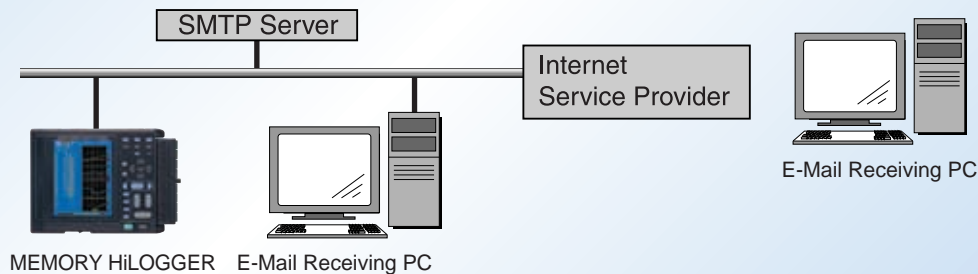 SMTP Server
Internet
Service Provider
E-Mail Receiving PC
MEMORY HiLOGGER
E-Mail Receiving PC